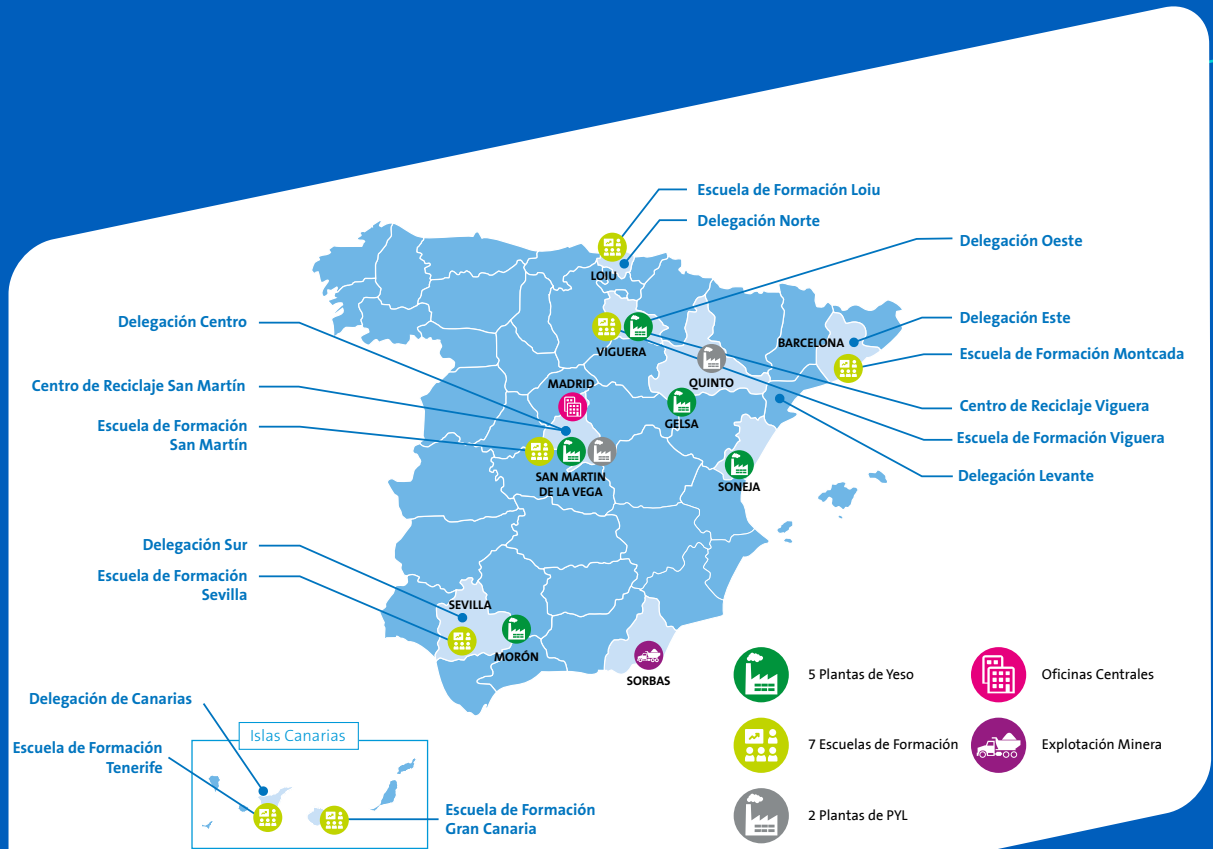 Escuela de Formación Loiu
Delegación Norte
Delegación Oeste
LOIU
Delegación Centro
Delegación Este
BARCELONA
VIGUERA
Escuela de Formación Montcada
Centro de Reciclaje San Martín
MADRID
QUINTO
Centro de Reciclaje Viguera
Escuela de Formación
San Martín
GELSA
Escuela de Formación Viguera
SAN MARTIN
DE LA VEGA
SONEJA
Delegación Levante
Delegación Sur
Escuela de Formación
Sevilla
SEVILLA
MORÓN
SORBAS
5 Plantas de Yeso
Oficinas Centrales
Delegación de Canarias
Islas Canarias
Escuela de Formación
Tenerife
7 Escuelas de Formación
Explotación Minera
Escuela de Formación
Gran Canaria
2 Plantas de PYL